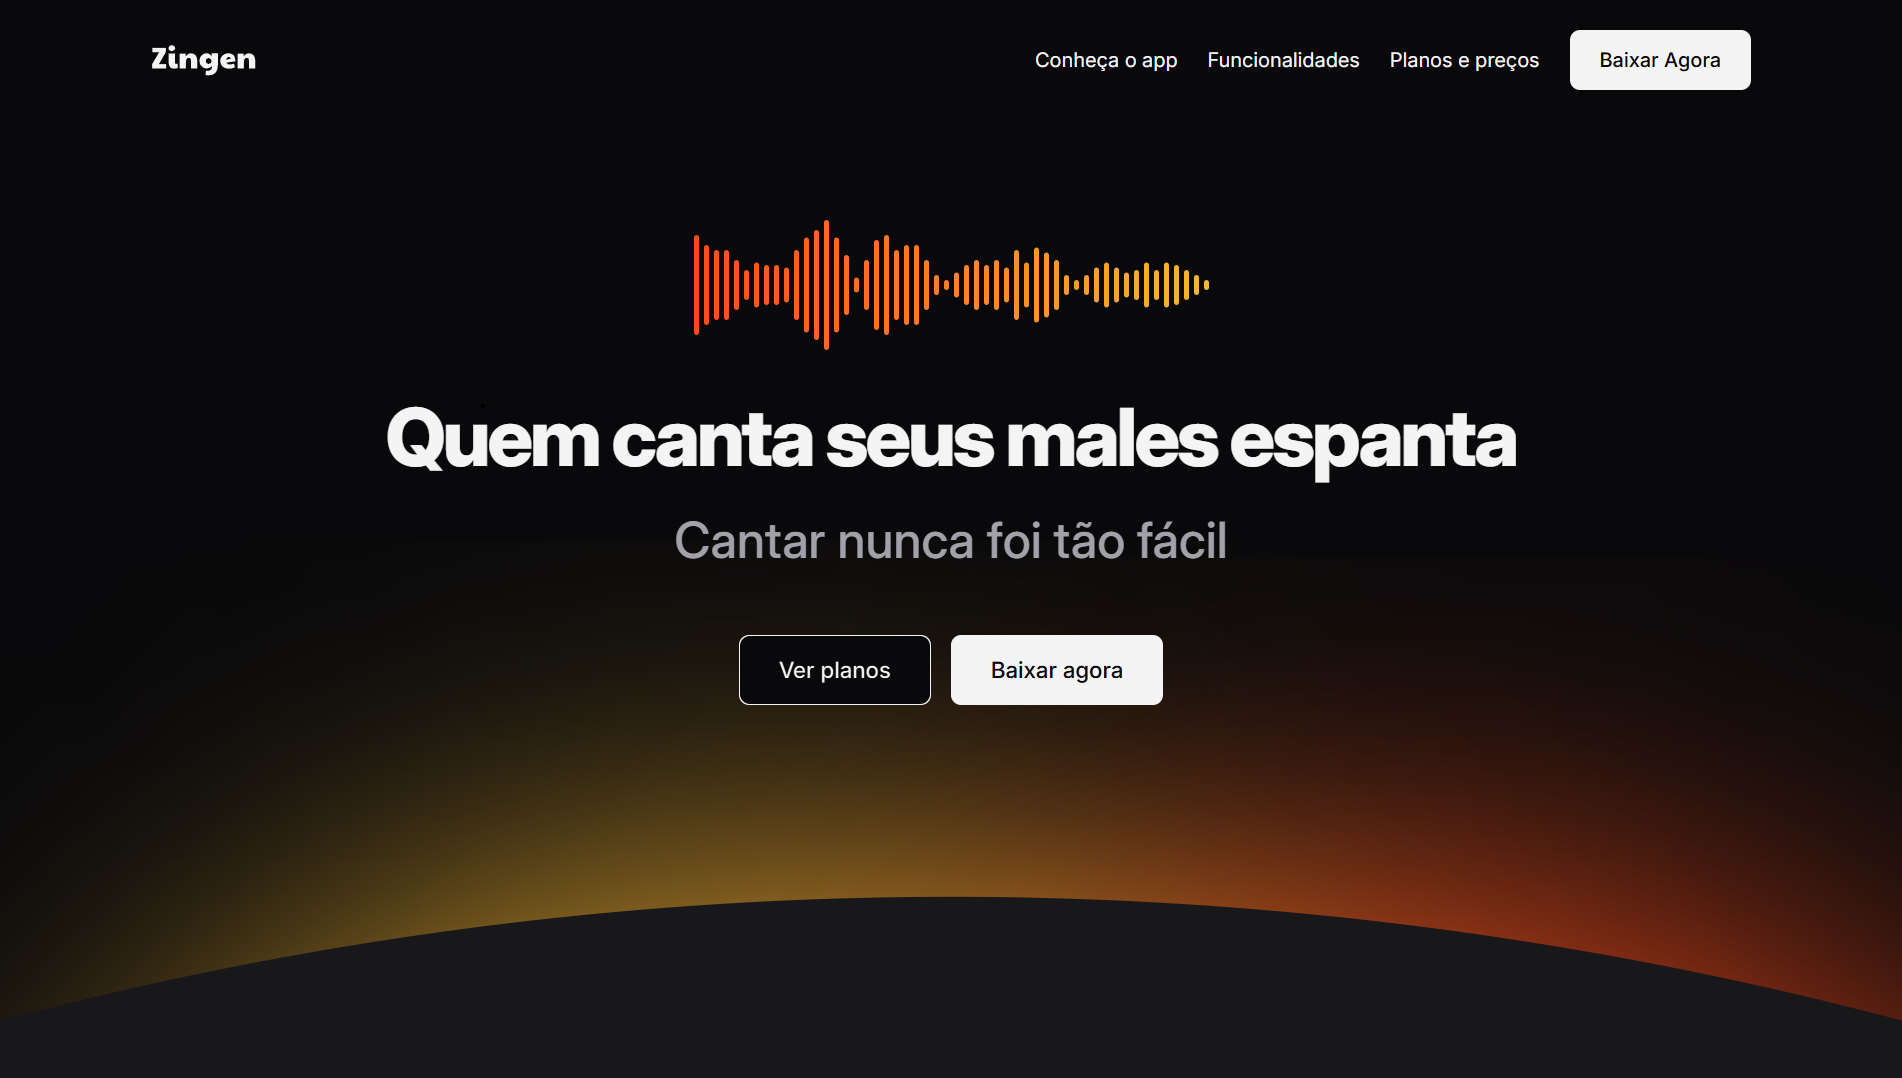 Zingen
Conheça o app
Funcionalidades
Planos e preços
Baixar Agora
Quem canta seus males espanta
Cantar nunca foi tão fácil
Ver planos
Baixar agora